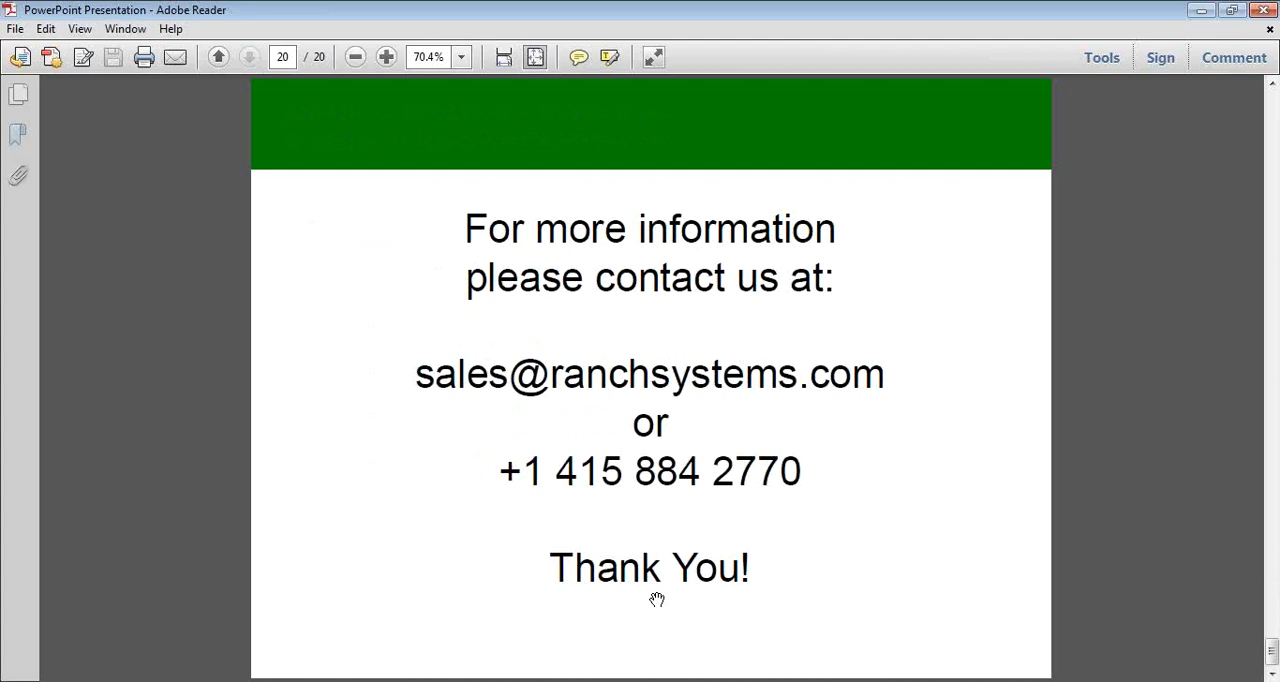 PowerPoint Presentation - Adobe Reader
File Edit View Window Help
20 / 20 70.4% Tools Sign Comment
For more information
please contact us at:
sales@ranchsystems.com
or
+1 415 884 2770
Thank You!